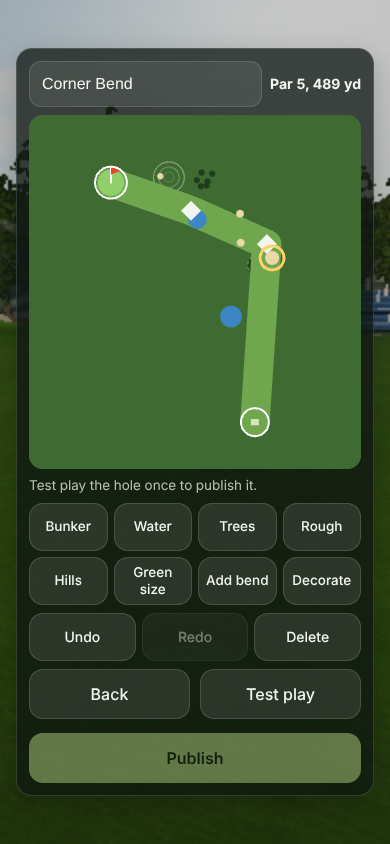 Corner Bend
Par 5, 489 yd
Test play the hole once to publish it.
Bunker
Water
Trees
Rough
Hills
Green
size
Add bend
Decorate
Undo
Redo
Delete
Back
Test play
Publish